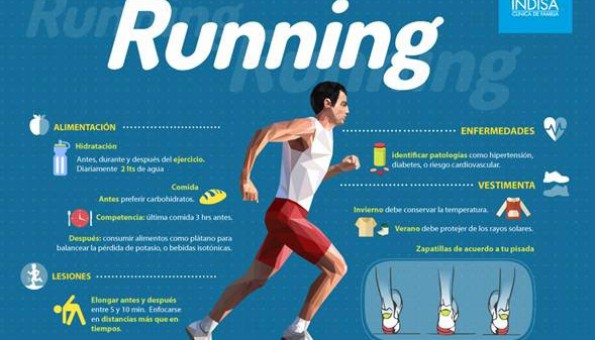 INDISA
CLINICA DE FAMILIA
Running
Running
ALIMENTACIÓN
Hidratación
Antes, durante y después del ejercicio.
Diariamente 2 lts de agua
Comida
Antes preferir carbohidratos.
Competencia: última comida 3 hrs antes.
Después: consumir alimentos como plátano para
balancear la pérdida de potasio, o bebidas isotónicas.
LESIONES
Elongar antes y después
entre 5 y 10 min. Enfocarse
en distancias más que en
tiempos.
ENFERMEDADES
Identificar patologías como hipertensión,
diabetes, o riesgo cardiovascular.
VESTIMENTA
Invierno debe conservar la temperatura.
Verano debe proteger de los rayos solares.
Zapatillas de acuerdo a tu pisada